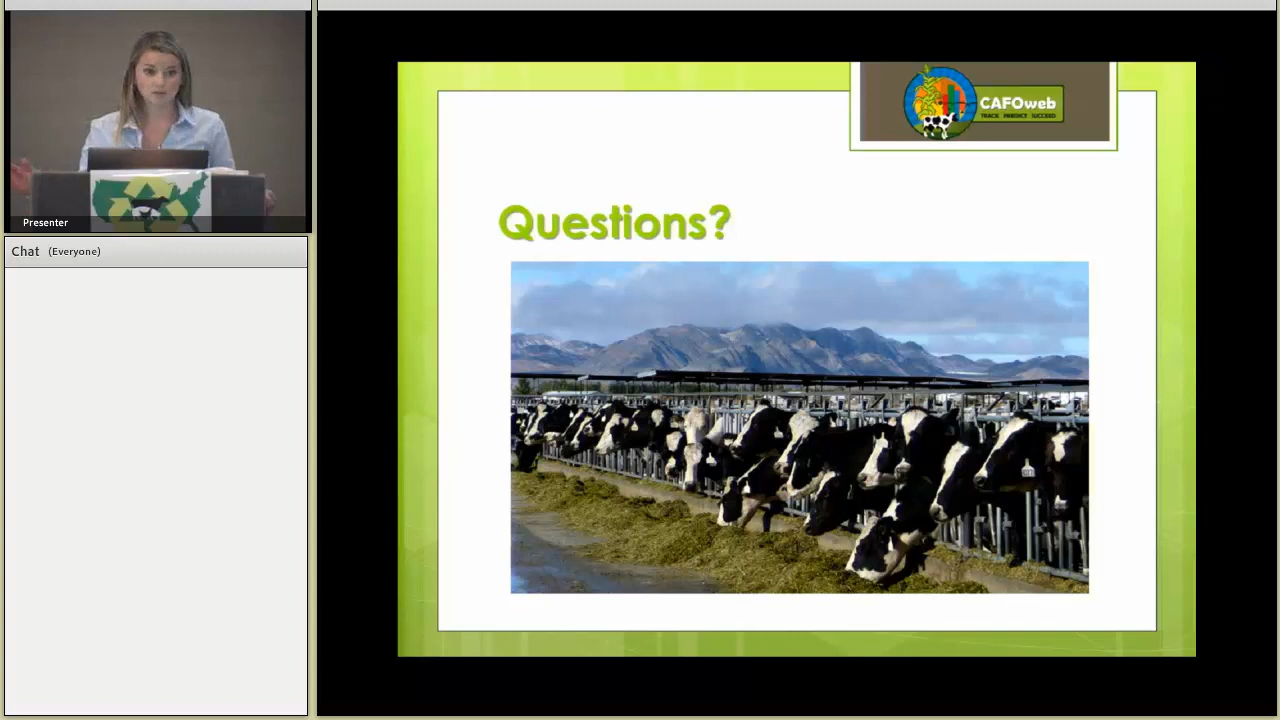 Presenter
Chat (Everyone)
CAFOweb
TRACK PREDICT SUCCEED
Questions?